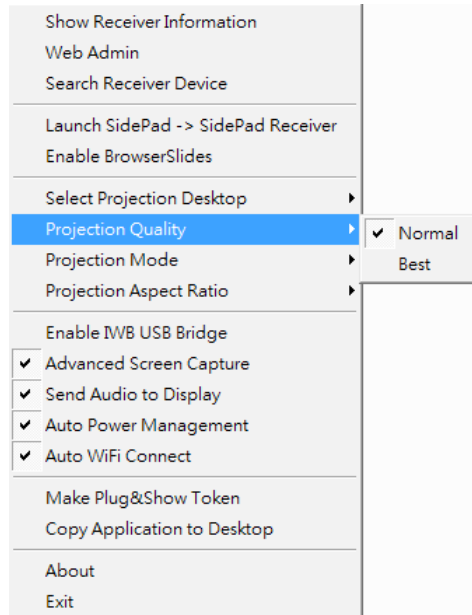 Show Receiver Information
Web Admin
Search Receiver Device
Launch SidePad -> SidePad Receiver
Enable BrowserSlides
Select Projection Desktop
Projection Quality
Normal
Best
Projection Mode
Projection Aspect Ratio
Enable IWB USB Bridge
Advanced Screen Capture
Send Audio to Display
Auto Power Management
Auto WiFi Connect
Make Plug&Show Token
Copy Application to Desktop
About
Exit